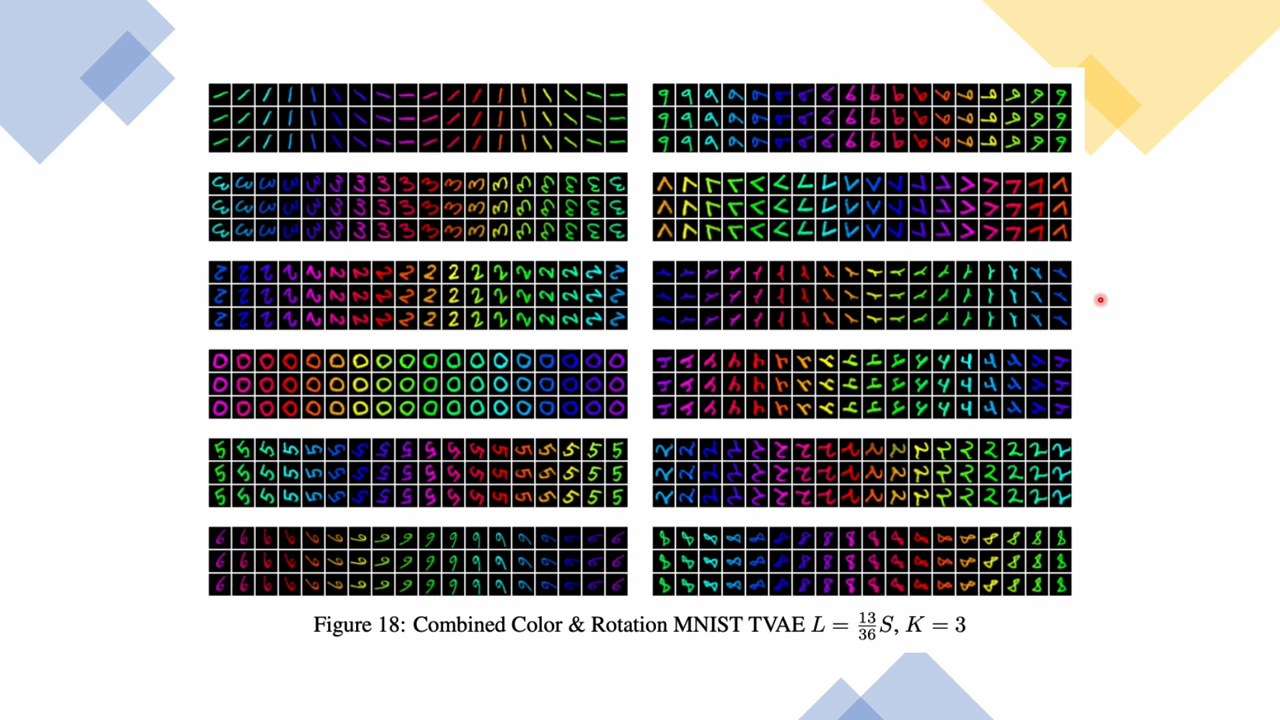 Figure 18: Combined Color & Rotation MNIST TVAE L = 13/36 S, K = 3